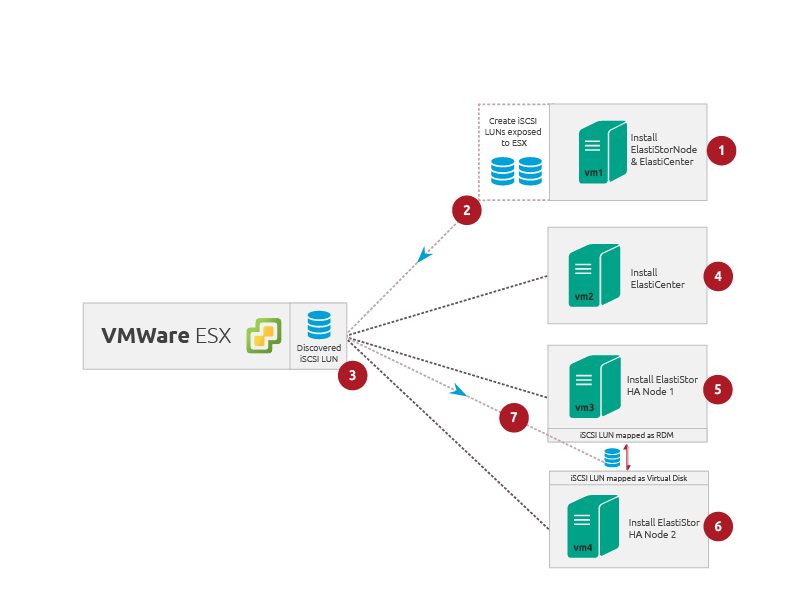 Create iSCSI
LUNs exposed
to ESX
vm1
Install
ElastiStorNode
& ElastiCenter
1
2
vm2
Install
ElastiCenter
4
VMWare ESX
Discovered
iSCSI LUN
3
vm3
Install ElastiStor
HA Node 1
5
iSCSI LUN mapped as RDM
7
iSCSI LUN mapped as Virtual Disk
vm4
Install ElastiStor
HA Node 2
6